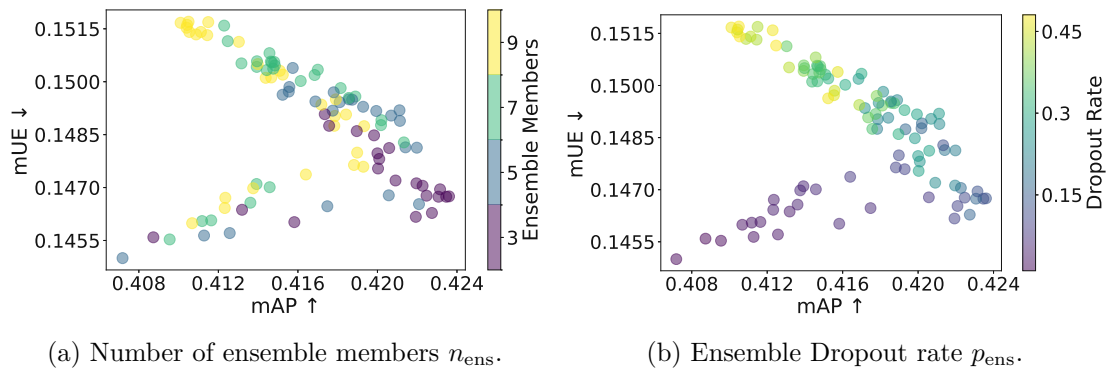 0.1515
0.1500
0.1485
0.1470
0.1455
mUE ↓
0.408 0.412 0.416 0.420 0.424
mAP ↑
9
7
5
3
Ensemble Members
(a) Number of ensemble members n_ens.
0.1515
0.1500
0.1485
0.1470
0.1455
mUE ↓
0.408 0.412 0.416 0.420 0.424
mAP ↑
0.45
0.3
0.15
Dropout Rate
(b) Ensemble Dropout rate p_ens.